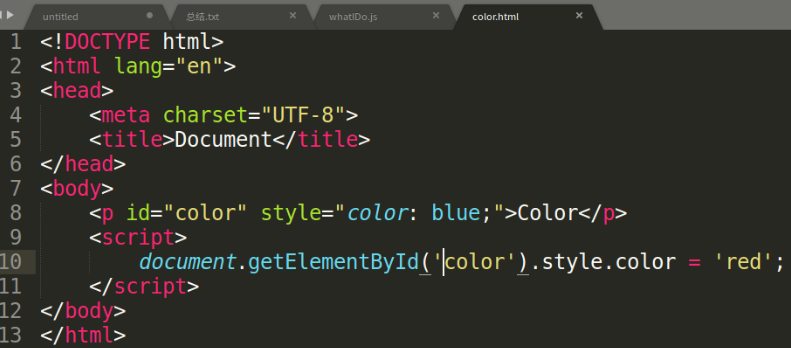 untitled 总结.txt whatIDo.js color.html
1 <!DOCTYPE html>
2 <html lang="en">
3 <head>
4     <meta charset="UTF-8">
5     <title>Document</title>
6 </head>
7 <body>
8     <p id="color" style="color: blue;">Color</p>
9     <script>
10         document.getElementById('color').style.color = 'red';
11     </script>
12 </body>
13 </html>